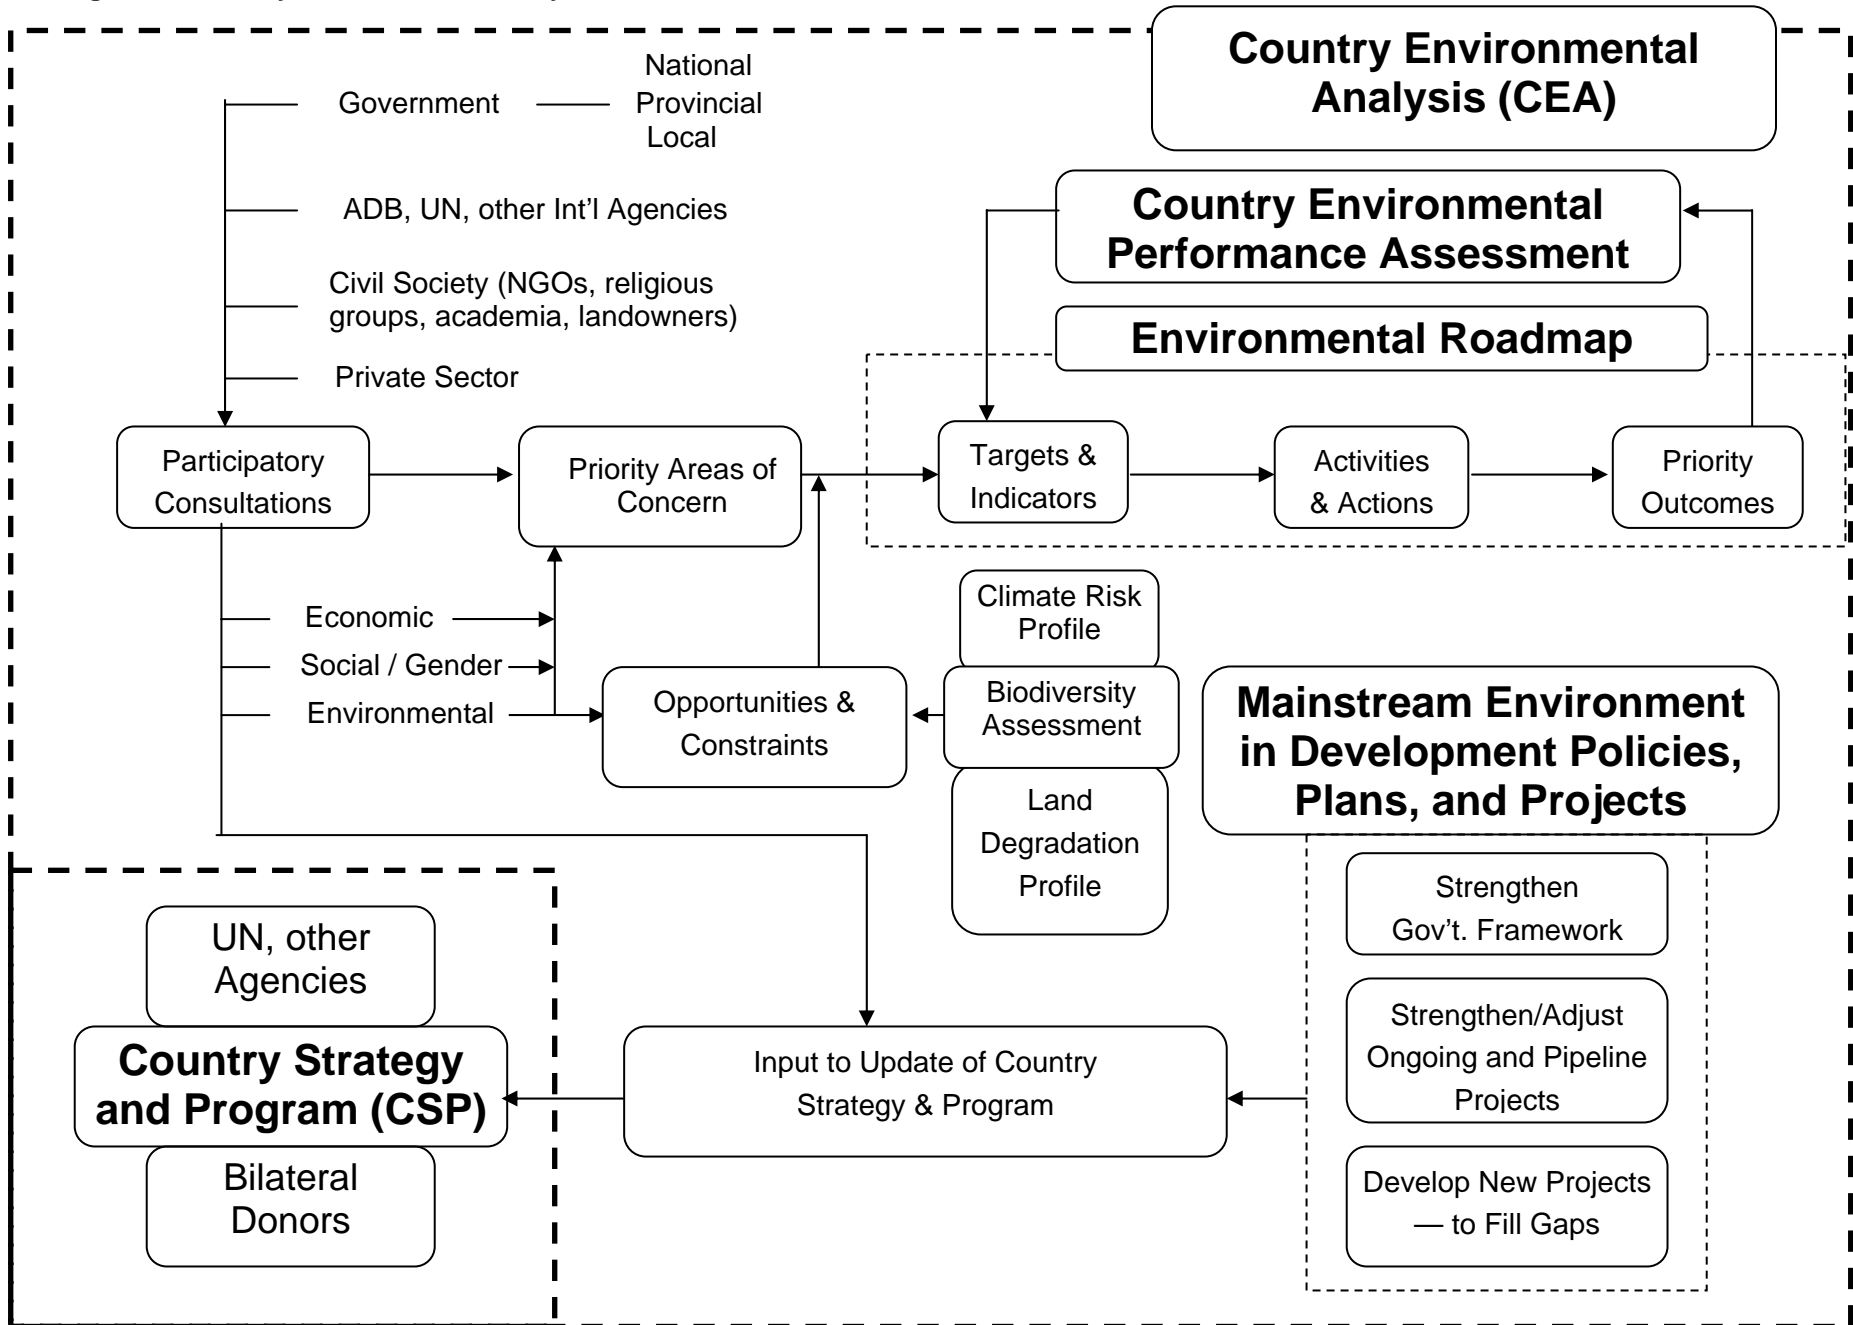 Country Environmental
Analysis (CEA)
National
Government
Provincial
Local
ADB, UN, other Int'l Agencies
Civil Society (NGOs, religious
groups, academia, landowners)
Private Sector
Country Environmental
Performance Assessment
Environmental Roadmap
Participatory
Consultations
Priority Areas of
Concern
Targets &
Indicators
Activities
& Actions
Priority
Outcomes
Economic
Social / Gender
Environmental
Opportunities &
Constraints
Climate Risk
Profile
Biodiversity
Assessment
Land
Degradation
Profile
Mainstream Environment
in Development Policies,
Plans, and Projects
Strengthen
Gov't. Framework
Strengthen/Adjust
Ongoing and Pipeline
Projects
Develop New Projects
— to Fill Gaps
Input to Update of Country
Strategy & Program
UN, other
Agencies
Country Strategy
and Program (CSP)
Bilateral
Donors